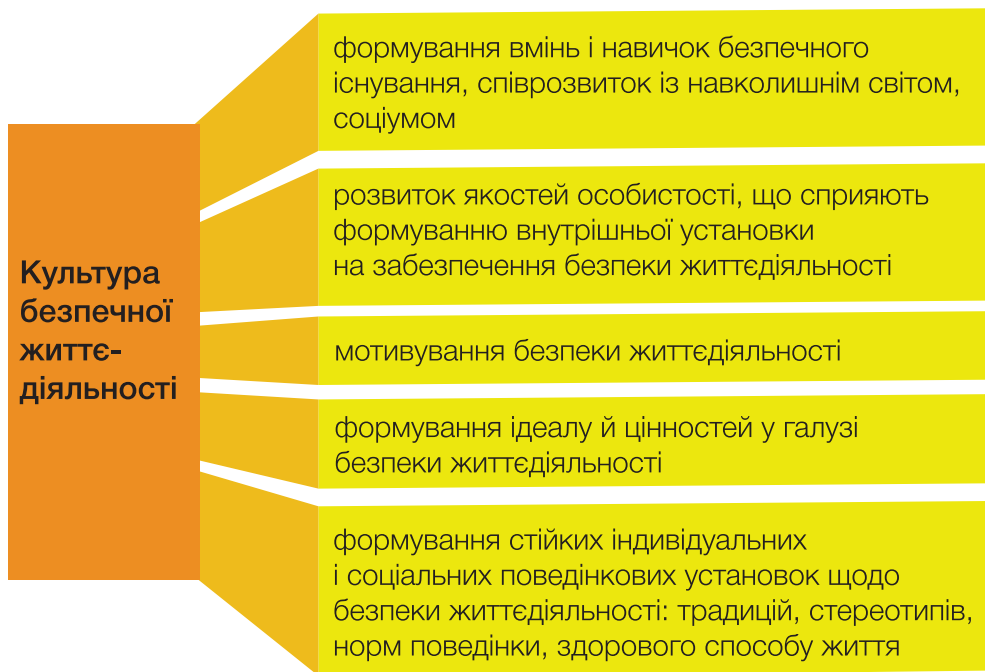 Культура
безпечної
життє-
діяльності
формування вмінь і навичок безпечного
існування, співрозвиток із навколишнім світом,
соціумом
розвиток якостей особистості, що сприяють
формуванню внутрішньої установки
на забезпечення безпеки життєдіяльності
мотивування безпеки життєдіяльності
формування ідеалу й цінностей у галузі
безпеки життєдіяльності
формування стійких індивідуальних
і соціальних поведінкових установок щодо
безпеки життєдіяльності: традицій, стереотипів,
норм поведінки, здорового способу життя